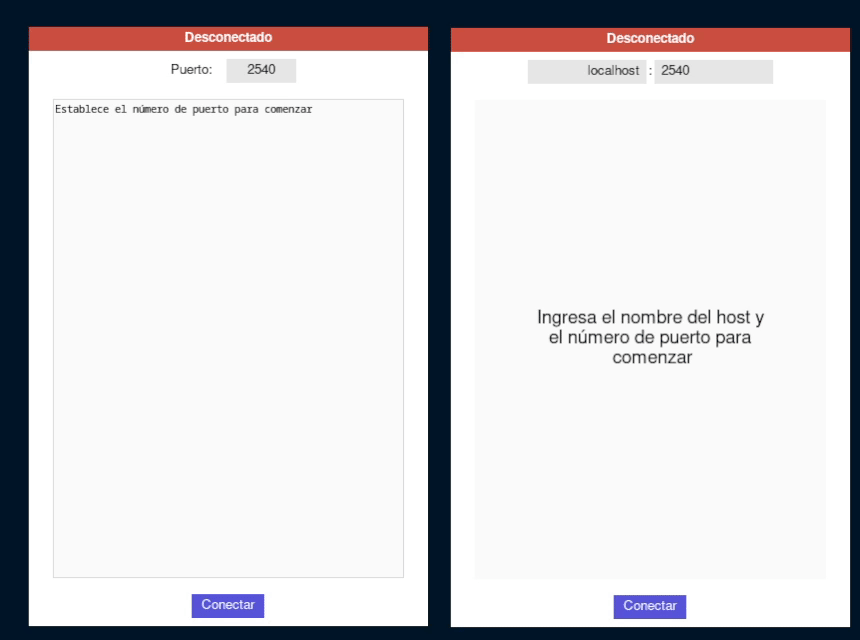 Desconectado
Puerto: 2540
Establece el número de puerto para comenzar
Conectar
Desconectado
localhost : 2540
Ingresa el nombre del host y
el número de puerto para
comenzar
Conectar